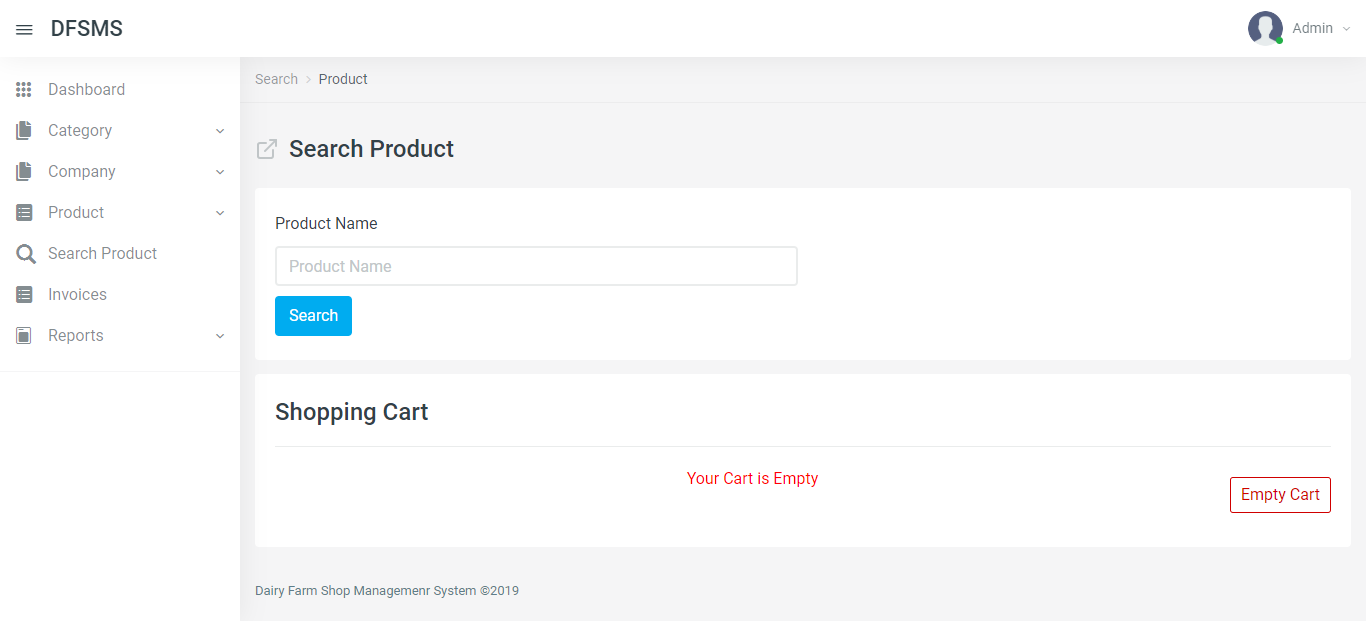 DFSMS
Admin
Dashboard
Category
Company
Product
Search Product
Invoices
Reports
Search > Product
Search Product
Product Name
Product Name
Search
Shopping Cart
Your Cart is Empty
Empty Cart
Dairy Farm Shop Managemenr System ©2019